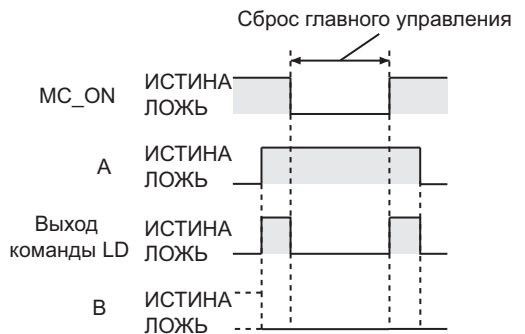 Сброс главного управления
MC_ON
ИСТИНА
ЛОЖЬ
A
ИСТИНА
ЛОЖЬ
Выход
команды LD
ИСТИНА
ЛОЖЬ
B
ИСТИНА
ЛОЖЬ